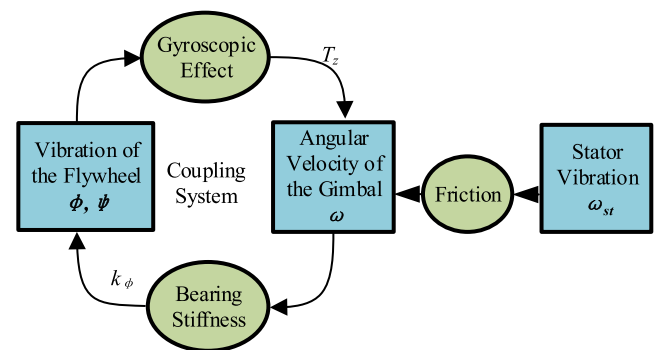 Gyroscopic
Effect
T_z
Vibration of
the Flywheel
ϕ, ψ
Coupling
System
Angular
Velocity of
the Gimbal
ω
Friction
Stator
Vibration
ω_st
k_ϕ
Bearing
Stiffness